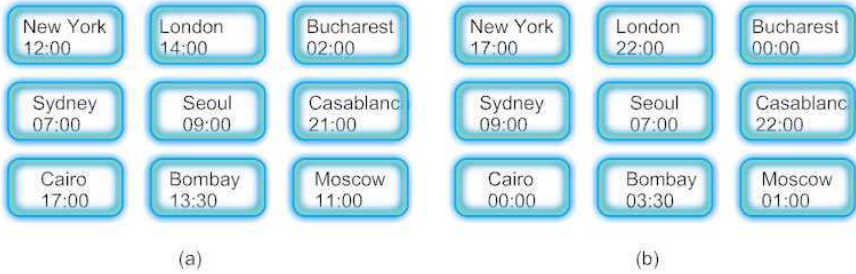 New York
12:00
London
14:00
Bucharest
02:00
New York
17:00
London
22:00
Bucharest
00:00
Sydney
07:00
Seoul
09:00
Casablanc
21:00
Sydney
09:00
Seoul
07:00
Casablanc
22:00
Cairo
17:00
Bombay
13:30
Moscow
11:00
Cairo
00:00
Bombay
03:30
Moscow
01:00
(a)
(b)